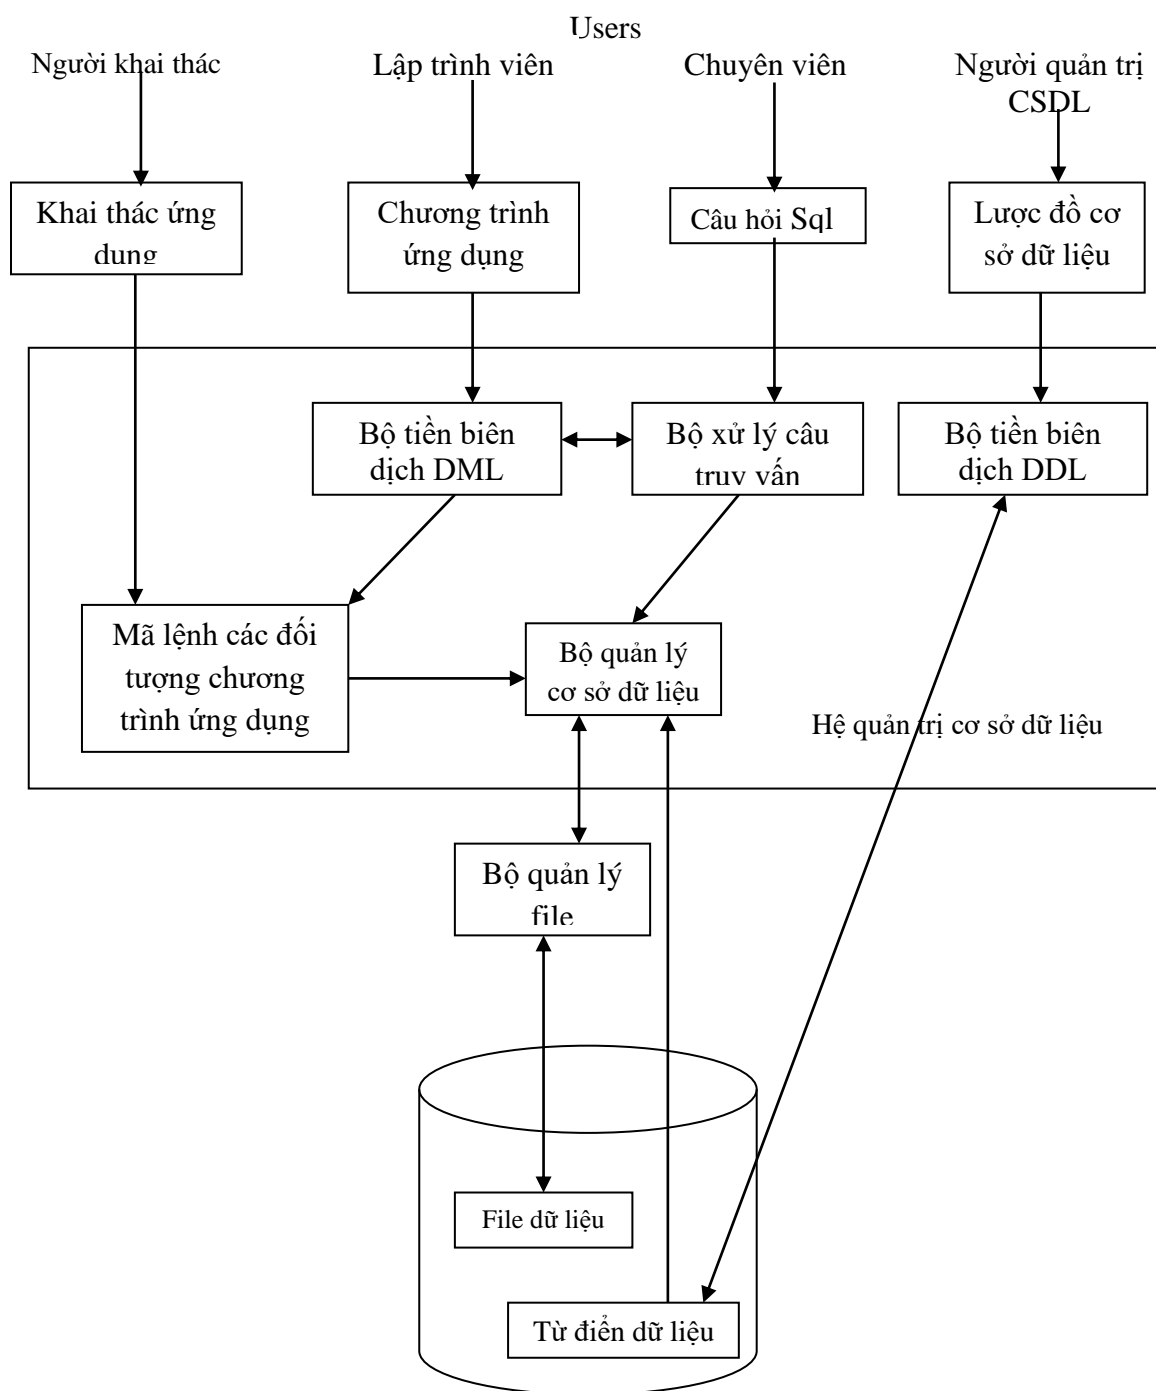 Users
Người khai thác
Lập trình viên
Chuyên viên
Người quản trị
CSDL
Khai thác ứng
dụng
Chương trình
ứng dụng
Câu hỏi Sql
Lược đồ cơ
sở dữ liệu
Bộ tiền biên
dịch DML
Bộ xử lý câu
truy vấn
Bộ tiền biên
dịch DDL
Mã lệnh các đối
tượng chương
trình ứng dụng
Bộ quản lý
cơ sở dữ liệu
Hệ quản trị cơ sở dữ liệu
Bộ quản lý
file
File dữ liệu
Từ điển dữ liệu